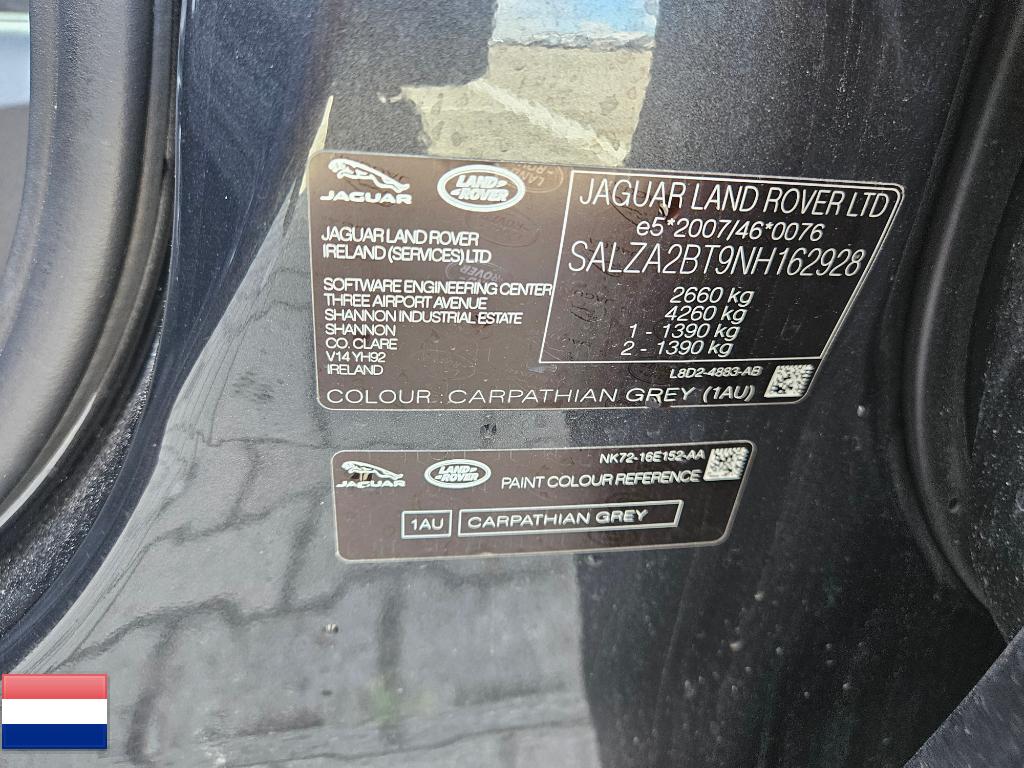 JAGUAR
LAND
ROVER
JAGUAR LAND ROVER
IRELAND (SERVICES) LTD
SOFTWARE ENGINEERING CENTER
THREE AIRPORT AVENUE
SHANNON INDUSTRIAL ESTATE
SHANNON
CO. CLARE
V14 YH92
IRELAND
JAGUAR LAND ROVER LTD
e5*2007/46*0076
SALZA2BT9NH162928
2660 kg
4260 kg
1 - 1390 kg
2 - 1390 kg
L8D2-4883-AB
COLOUR : CARPATHIAN GREY (1AU)
JAGUAR
LAND
ROVER
NK72-16E152-AA
PAINT COLOUR REFERENCE
1AU CARPATHIAN GREY